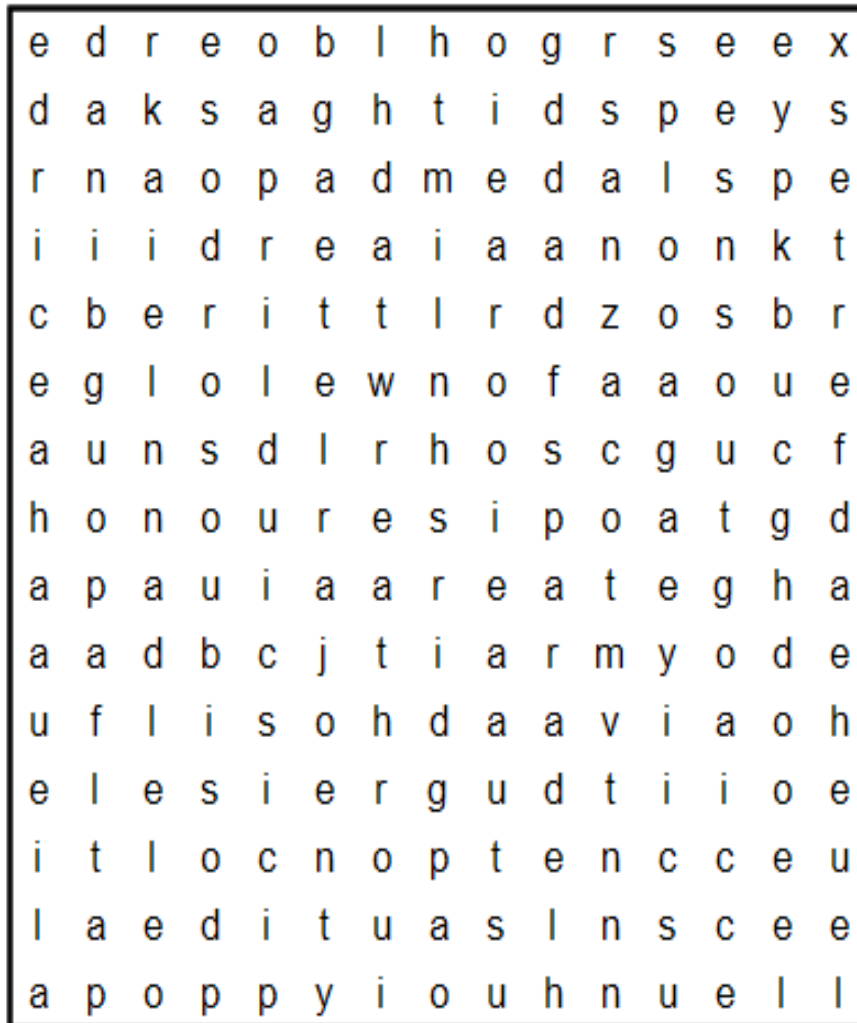 e d r e o b l h o g r s e e x
d a k s a g h t i d s p e y s
r n a o p a d m e d a l s p e
i i i d r e a i a a n o n k t
c b e r i t t l r d z o s b r
e g l o l e w n o f a a o u e
a u n s d l r h o s c g u c f
h o n o u r e s i p o a t g d
a p a u i a a r e a t e g h a
a a d b c j t i a r m y o d e
u f l i s o h d a a v i a o h
e l e s i e r g u d t i i o e
i t l o c n o p t e n c c e u
l a e d i t u a s l n s c e e
a p o p p y i o u h n u e l l